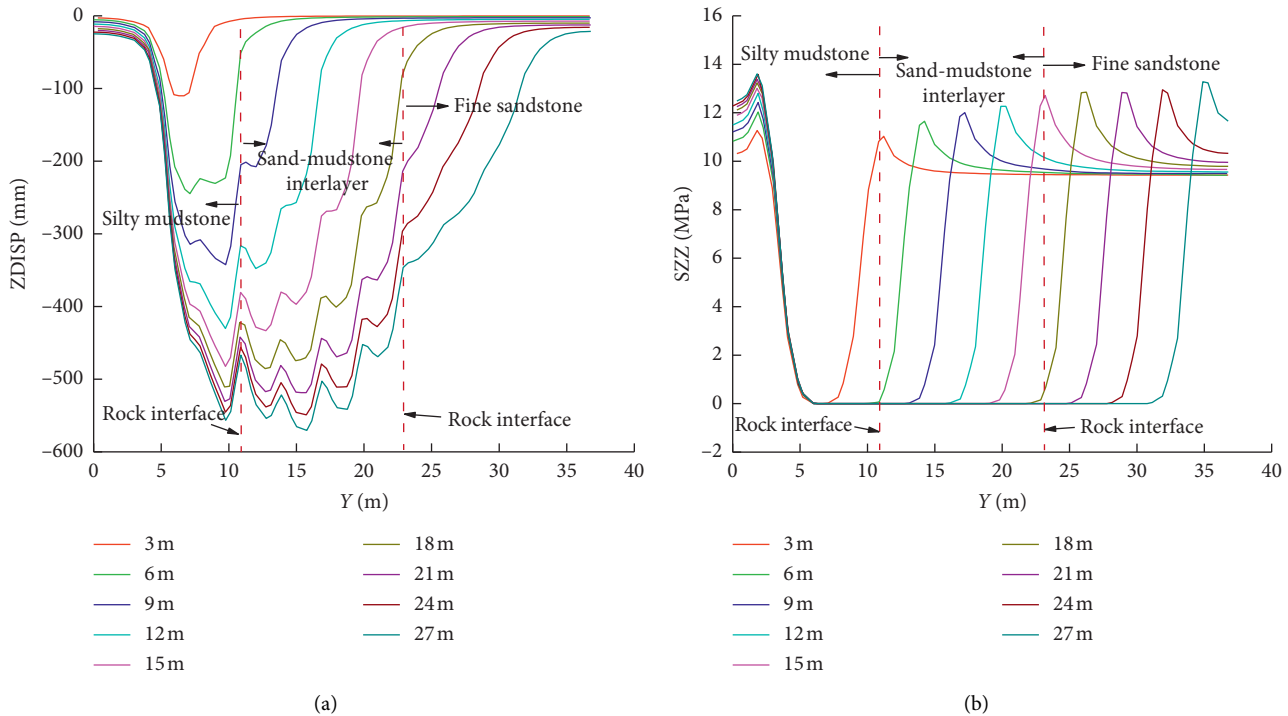 0
−100
−200
−300
−400
−500
−600
ZDISP (mm)
Fine sandstone
Sand-mudstone
interlayer
Silty mudstone
Rock interface
Rock interface
0
5
10
15
20
25
30
35
40
Y (m)
3 m
6 m
9 m
12 m
15 m
18 m
21 m
24 m
27 m
(a)
16
14
12
10
8
6
4
2
0
−2
SZZ (MPa)
Silty mudstone
Sand-mudstone
interlayer
Fine sandstone
Rock interface
Rock interface
0
5
10
15
20
25
30
35
40
Y (m)
3 m
6 m
9 m
12 m
15 m
18 m
21 m
24 m
27 m
(b)